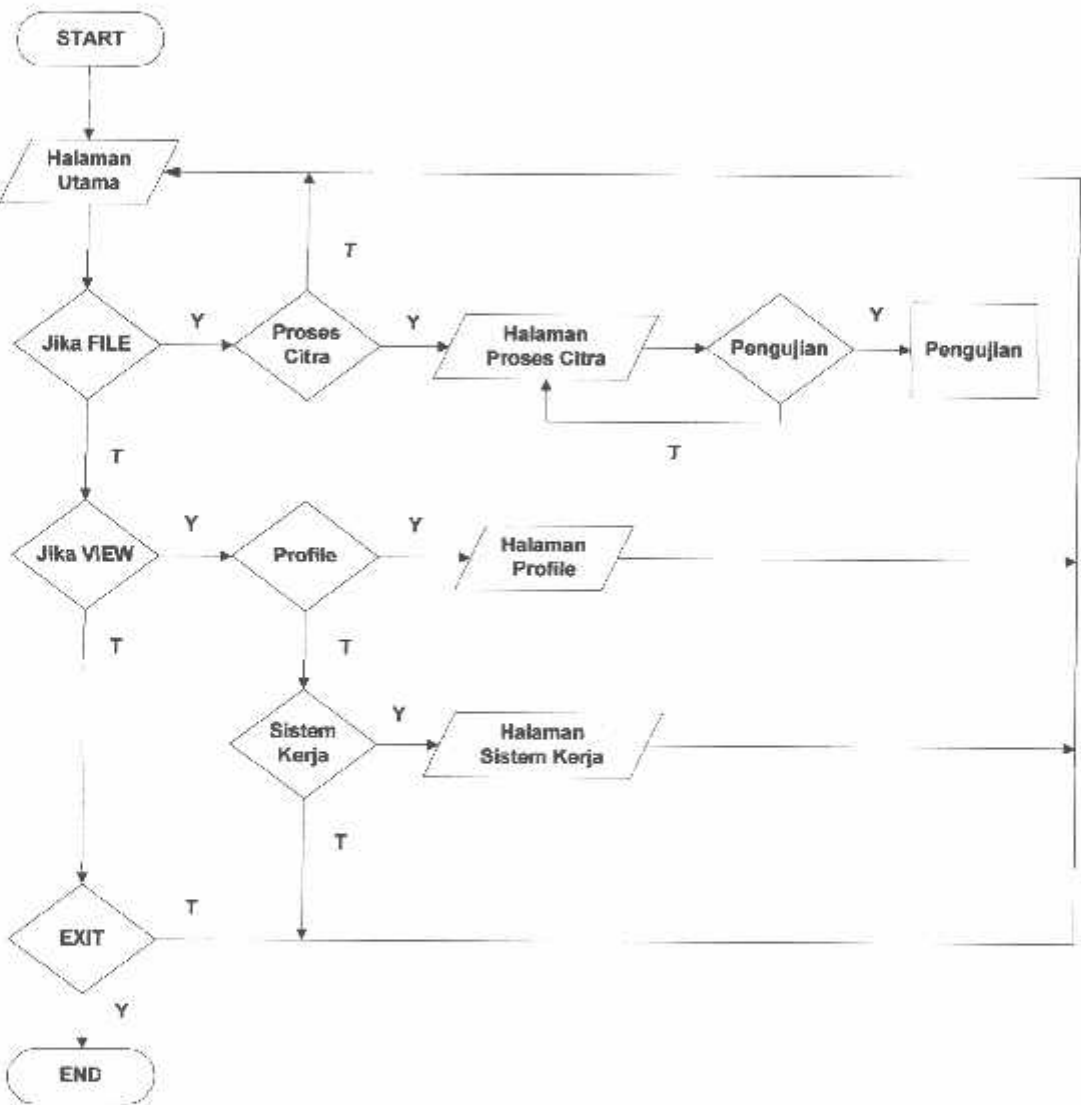 START
Halaman
Utama
T
Jika FILE
Y
Proses
Citra
Y
Halaman
Proses Citra
Pengujian
Y
Pengujian
T
T
Jika VIEW
Y
Profile
Y
Halaman
Profile
T
T
Sistem
Kerja
Y
Halaman
Sistem Kerja
T
EXIT
T
Y
END